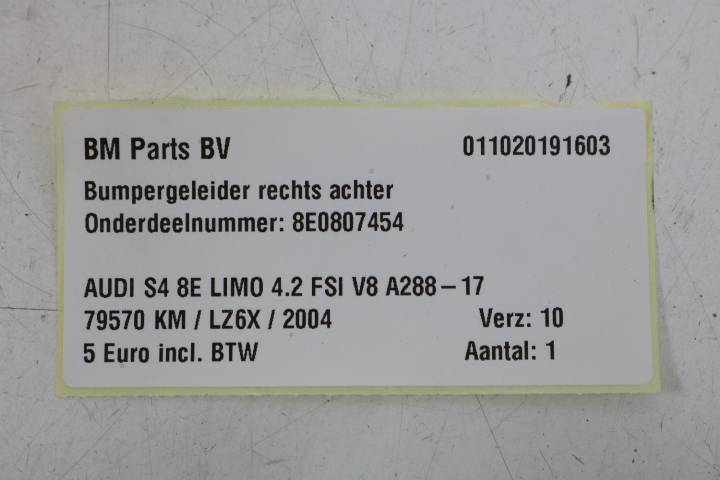 BM Parts BV 011020191603
Bumpergeleider rechts achter
Onderdeelnummer: 8E0807454
AUDI S4 8E LIMO 4.2 FSI V8 A288-17
79570 KM / LZ6X / 2004 Verz: 10
5 Euro incl. BTW Aantal: 1